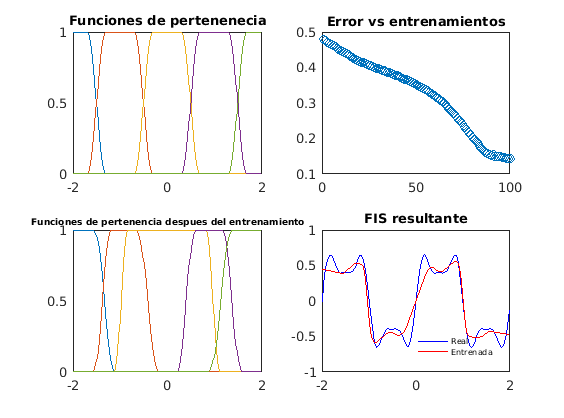 Funciones de pertenenecia
1
0.5
0
-2 0 2
Error vs entrenamientos
0.5
0.4
0.3
0.2
0.1
0 50 100
Funciones de pertenencia despues del entrenamiento
1
0.5
0
-2 0 2
FIS resultante
1
0.5
0
-0.5
-1
-2 0 2
Real
Entrenada